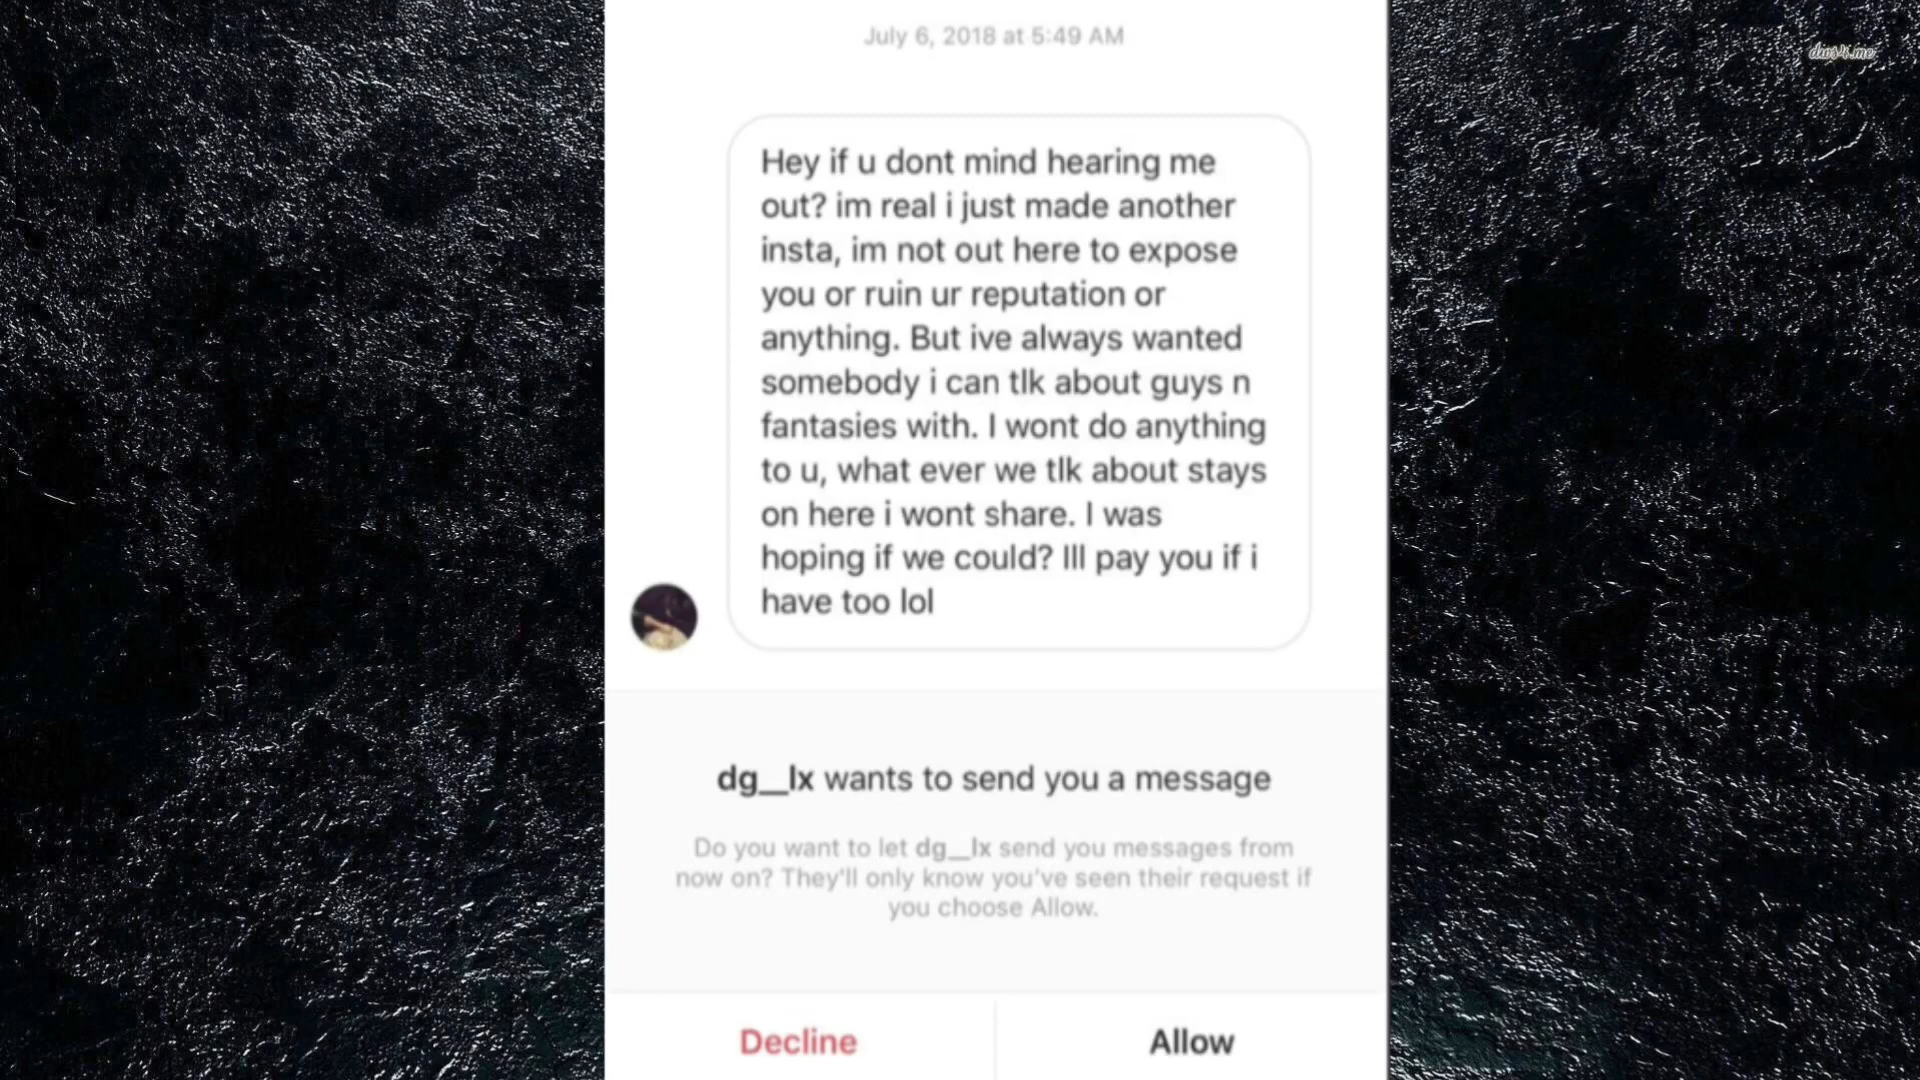 July 6, 2018 at 5:49 AM
Hey if u dont mind hearing me
out? im real i just made another
insta, im not out here to expose
you or ruin ur reputation or
anything. But ive always wanted
somebody i can tlk about guys n
fantasies with. I wont do anything
to u, what ever we tlk about stays
on here i wont share. I was
hoping if we could? Ill pay you if i
have too lol
dg__lx wants to send you a message
Do you want to let dg__lx send you messages from
now on? They'll only know you've seen their request if
you choose Allow.
Decline
Allow